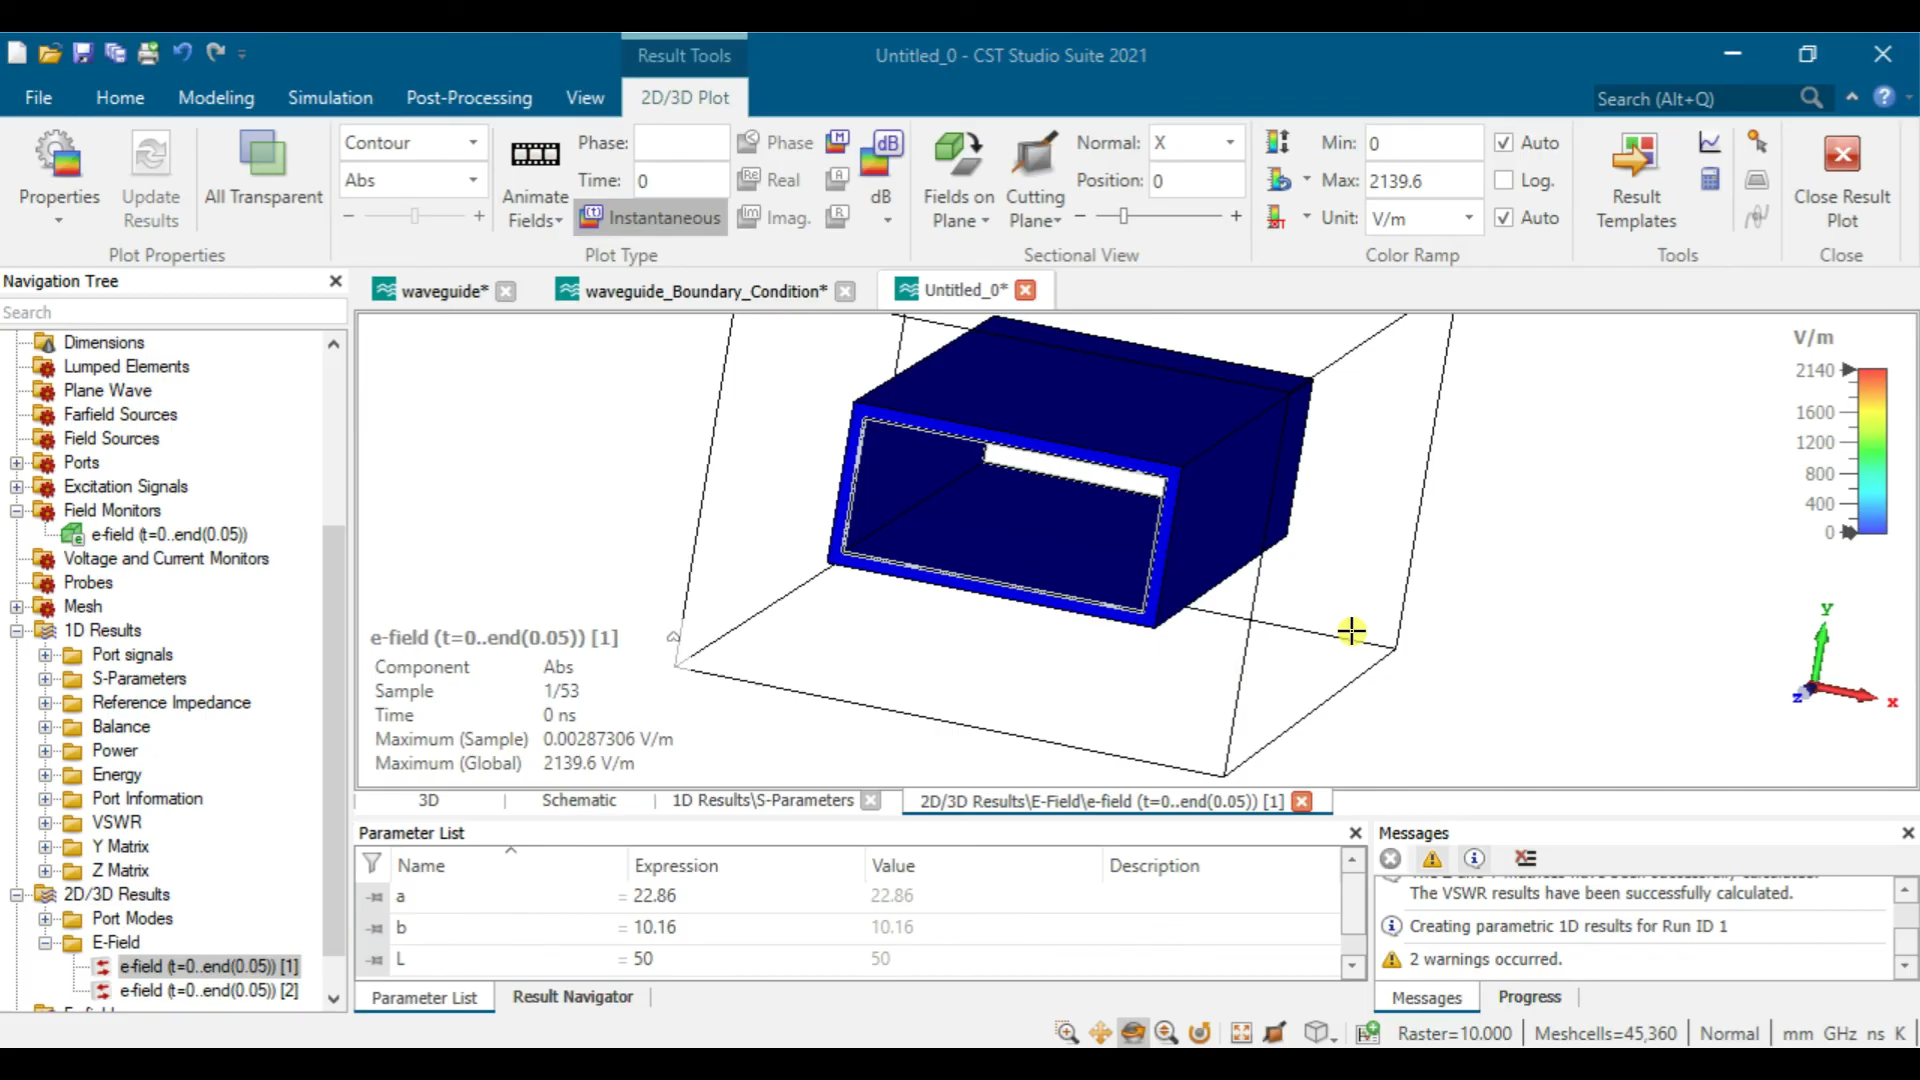 Result Tools
Untitled_0 - CST Studio Suite 2021
File Home Modeling Simulation Post-Processing View 2D/3D Plot
Search (Alt+Q)
Properties
Update Results
All Transparent
Plot Properties
Contour
Abs
Animate Fields
Phase:
Time: 0
Instantaneous
Phase
Real
Imag.
dB
dB
Plot Type
Fields on Plane
Cutting Plane
Normal: X
Position: 0
Sectional View
Min: 0 Auto
Max: 2139.6 Log.
Unit: V/m Auto
Color Ramp
Result Templates
Tools
Close Result Plot
Close
Navigation Tree
Search
Dimensions
Lumped Elements
Plane Wave
Farfield Sources
Field Sources
Ports
Excitation Signals
Field Monitors
e-field (t=0..end(0.05))
Voltage and Current Monitors
Probes
Mesh
1D Results
Port signals
S-Parameters
Reference Impedance
Balance
Power
Energy
Port Information
VSWR
Y Matrix
Z Matrix
2D/3D Results
Port Modes
E-Field
e-field (t=0..end(0.05)) [1]
e-field (t=0..end(0.05)) [2]
waveguide* waveguide_Boundary_Condition* Untitled_0*
V/m
2140
1600
1200
800
400
0
y
z
x
e-field (t=0..end(0.05)) [1]
Component Abs
Sample 1/53
Time 0 ns
Maximum (Sample) 0.00287306 V/m
Maximum (Global) 2139.6 V/m
3D Schematic 1D Results\S-Parameters 2D/3D Results\E-Field\e-field (t=0..end(0.05)) [1]
Parameter List
Name Expression Value Description
a = 22.86 22.86
b = 10.16 10.16
L = 50 50
Parameter List Result Navigator
Messages
The VSWR results have been successfully calculated.
Creating parametric 1D results for Run ID 1
2 warnings occurred.
Messages Progress
Raster=10.000 Meshcells=45,360 Normal mm GHz ns K